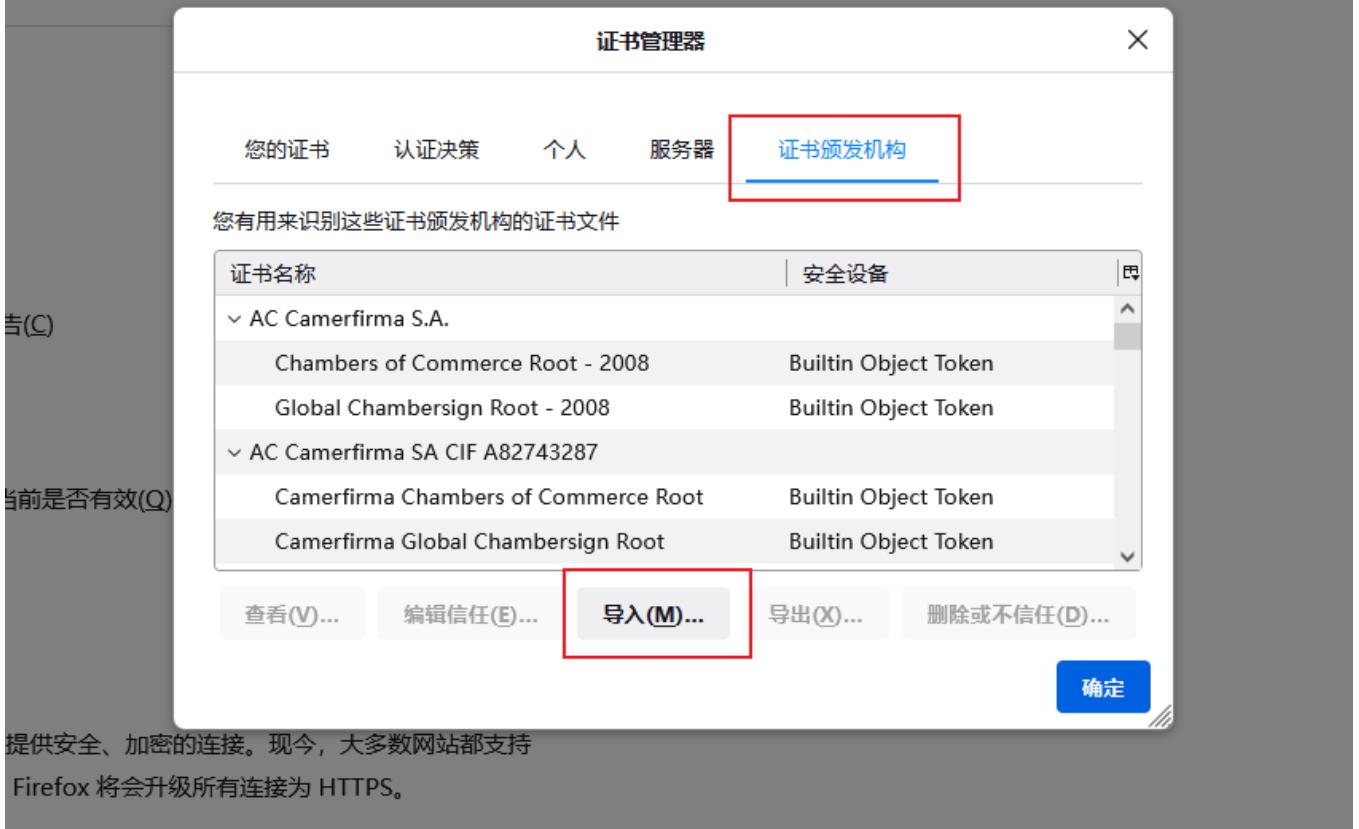 证书管理器
您的证书 认证决策 个人 服务器 证书颁发机构
您有用来识别这些证书颁发机构的证书文件
证书名称 安全设备
AC Camerfirma S.A.
告(C)
Chambers of Commerce Root - 2008 Builtin Object Token
Global Chambersign Root - 2008 Builtin Object Token
AC Camerfirma SA CIF A82743287
当前是否有效(Q)
Camerfirma Chambers of Commerce Root Builtin Object Token
Camerfirma Global Chambersign Root Builtin Object Token
查看(V)... 编辑信任(E)... 导入(M)... 导出(X)... 删除或不信任(D)...
确定
提供安全、加密的连接。现今，大多数网站都支持
Firefox 将会升级所有连接为 HTTPS。